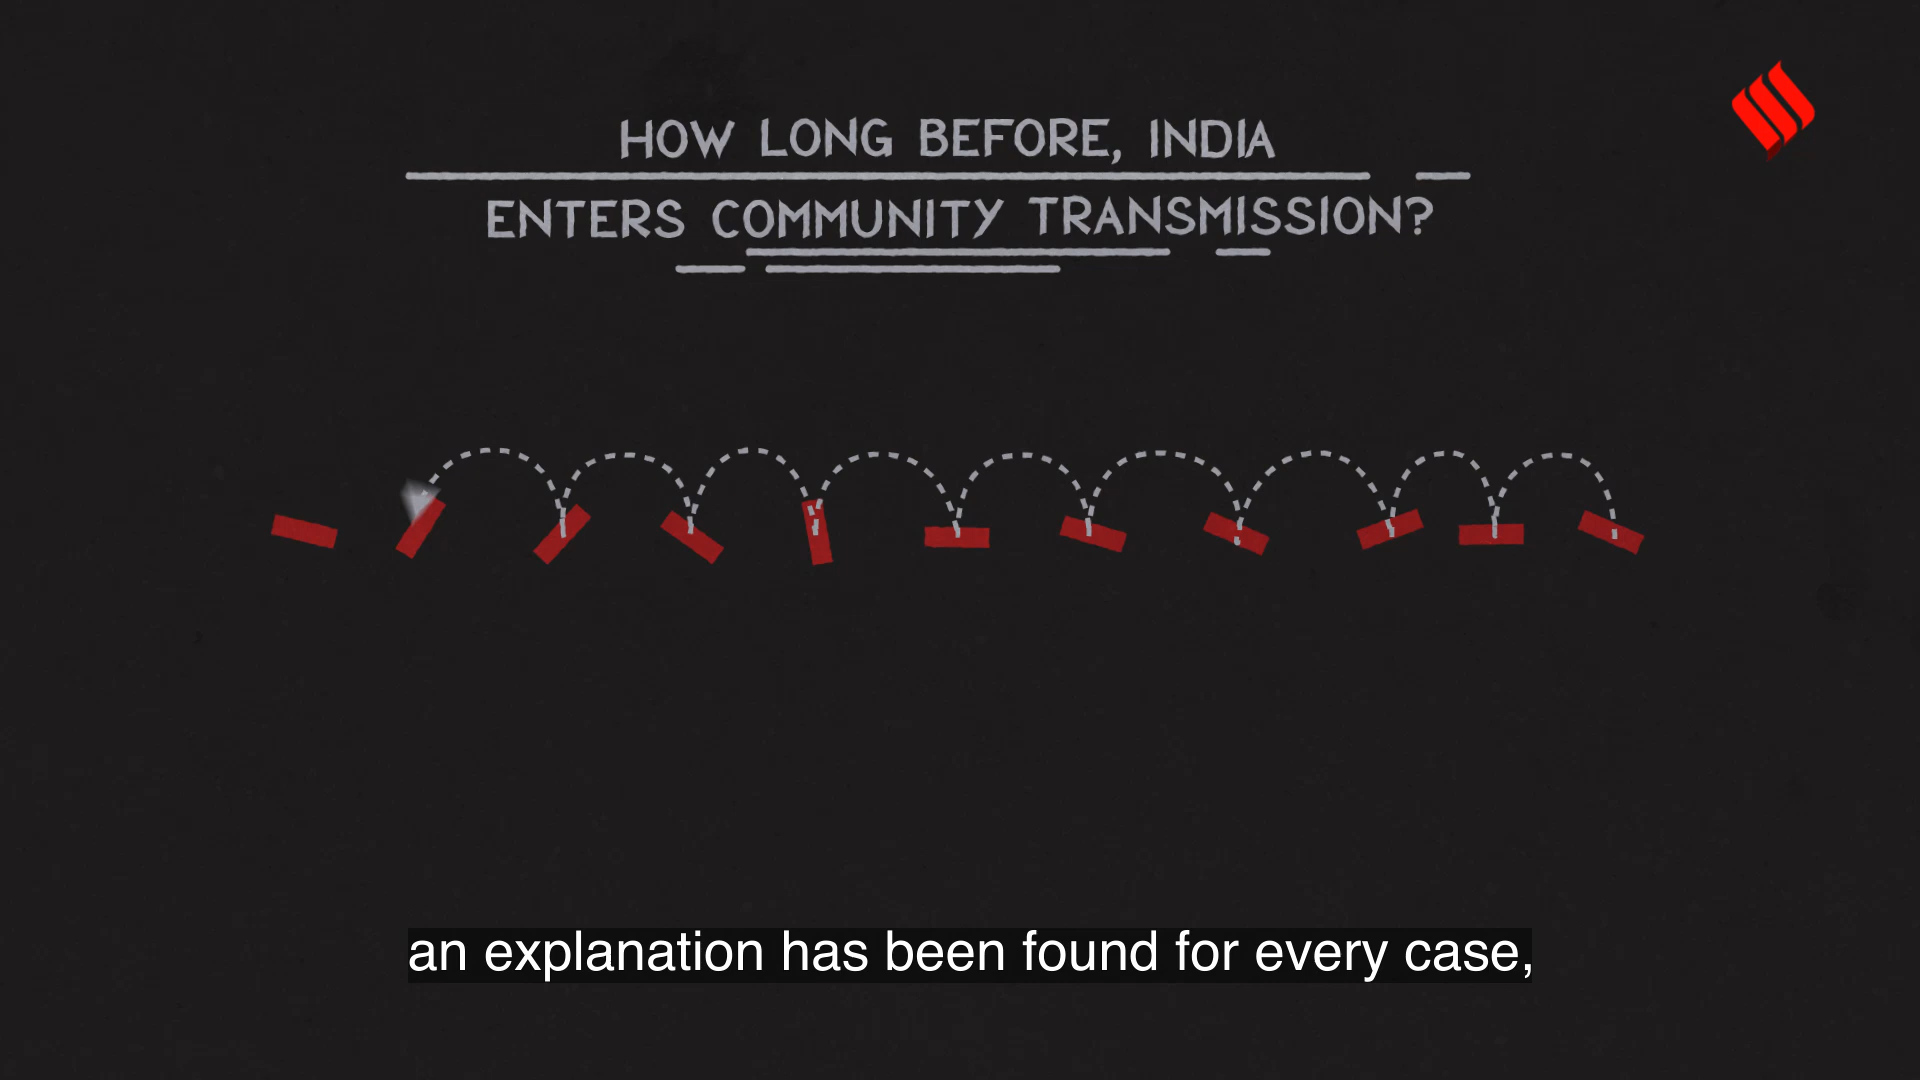 HOW LONG BEFORE, INDIA
ENTERS COMMUNITY TRANSMISSION?
an explanation has been found for every case,